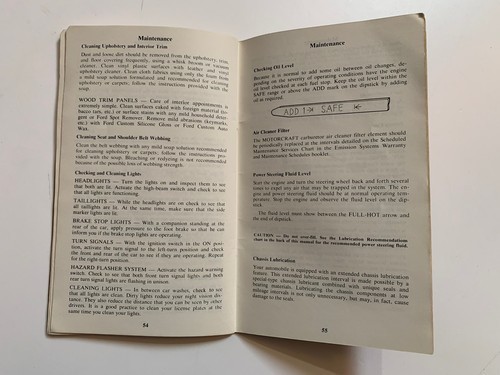 Maintenance
Cleaning Upholstery and Interior Trim
Dust and loose dirt should be removed from the upholstery, trim,
and floor covering frequently, using a whisk broom or vacuum
cleaner. Clean vinyl plastic surfaces with leather and vinyl
upholstery cleaner. Clean cloth fabrics using only the foam from
a mild soap solution formulated and recommended for cleaning
upholstery or carpets; follow the instructions provided with the
soap.
WOOD TRIM PANELS — Care of interior appointments is
extremely simple. Clean surfaces caked with foreign material (to-
bacco tars, etc.) or surface stains with any mild household deter-
gent or Ford Spot Remover. Remove mild abrasions (keymarks,
etc.) with Ford Custom Silicone Gloss or Ford Custom Auto
Wax.
Cleaning Seat and Shoulder Belt Webbing
Clean the belt webbing with any mild soap solution recommended
for cleaning upholstery or carpets; follow the instructions pro-
vided with the soap. Bleaching or redyeing is not recommended
because of possible loss of webbing strength.
Checking and Cleaning Lights:
HEADLIGHTS — Turn the lights on and inspect them to see
that both are lit. Activate the high-beam switch and check to see
that all lights are functioning.
TAILLIGHTS — While the headlights are on check to see that
all taillights are lit. At the same time, make sure that the side
marker lights are lit.
BRAKE STOP LIGHTS — With a companion standing at the
rear of the car, apply pressure to the foot brake so that he can
inform you if the brake stop lights are operating.
TURN SIGNALS — With the ignition switch in the ON posi-
tion, activate the turn signal to the left-turn position and check
the front and rear of the car to see if they are operating. Repeat
for the right-turn position.
HAZARD FLASHER SYSTEM — Activate the hazard warning
switch. Check to see that both front turn signal lights and both
rear turn signal lights are flashing in unison.
CLEANING LIGHTS — In between car washes, check to see
that all lights are clean. Dirty lights reduce your night vision dis-
tance. They also reduce the distance that you can be seen by other
drivers. It is a good practice to clean your license plates at the
same time you clean your lights.
54
Maintenance
Checking Oil Level
Because it is normal to add some oil between oil changes, de-
pending on the severity of operating conditions have the engine
oil level checked at each fuel stop. Keep the oil level within the
SAFE range or above the ADD mark on the dipstick by adding
oil as required.
ADD 1 SAFE
Air Cleaner Filter
The MOTORCRAFT carburetor air cleaner filter element should
be periodically replaced at the intervals detailed on the Scheduled
Maintenance Services Chart in the Emission Systems Warranty
and Maintenance Schedules booklet.
Power Steering Fluid Level
Start the engine and turn the steering wheel back and forth several
times to expel any air that may be trapped in the system. The en-
gine and power steering fluid should be at normal operating tem-
perature. Stop the engine and observe the fluid level on the dip-
stick.
The fluid level must show between the FULL-HOT arrow and
the end of dipstick.
CAUTION — Do not over-fill. See the Lubrication Recommendations
chart in the back of this manual for the recommended power steering fluid.
Chassis Lubrication
Your automobile is equipped with an extended chassis lubrication
feature. This extended lubrication interval is made possible by a
special-type chassis lubricant combined with unique seals and
bearing materials. Lubricating the chassis components at low
mileage intervals is not only unnecessary, but may, in fact, cause
damage to the seals.
55